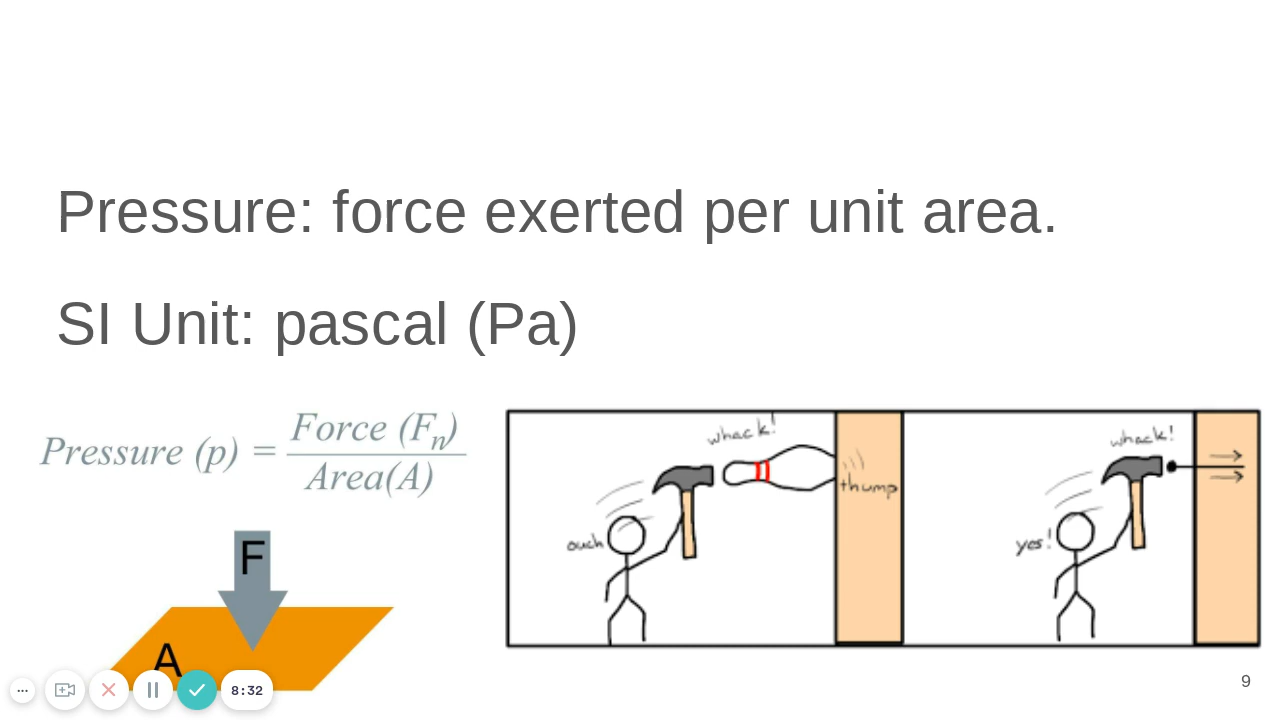 Pressure: force exerted per unit area.
SI Unit: pascal (Pa)
Pressure (p) = Force (Fn) / Area(A)
F
A
whack!
thump
ouch
whack!
yes!
8:32
9